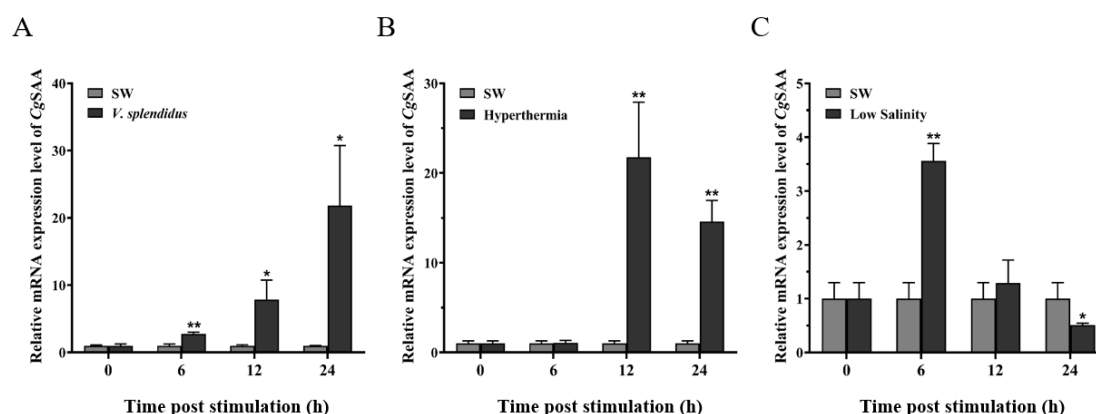 A
Relative mRNA expression level of CgSAA
40
30
20
10
0
SW
V. splendidus
**
*
*
0 6 12 24
Time post stimulation (h)
B
Relative mRNA expression level of CgSAA
30
20
10
0
SW
Hyperthermia
**
**
0 6 12 24
Time post stimulation (h)
C
Relative mRNA expression level of CgSAA
5
4
3
2
1
0
SW
Low Salinity
**
*
0 6 12 24
Time post stimulation (h)